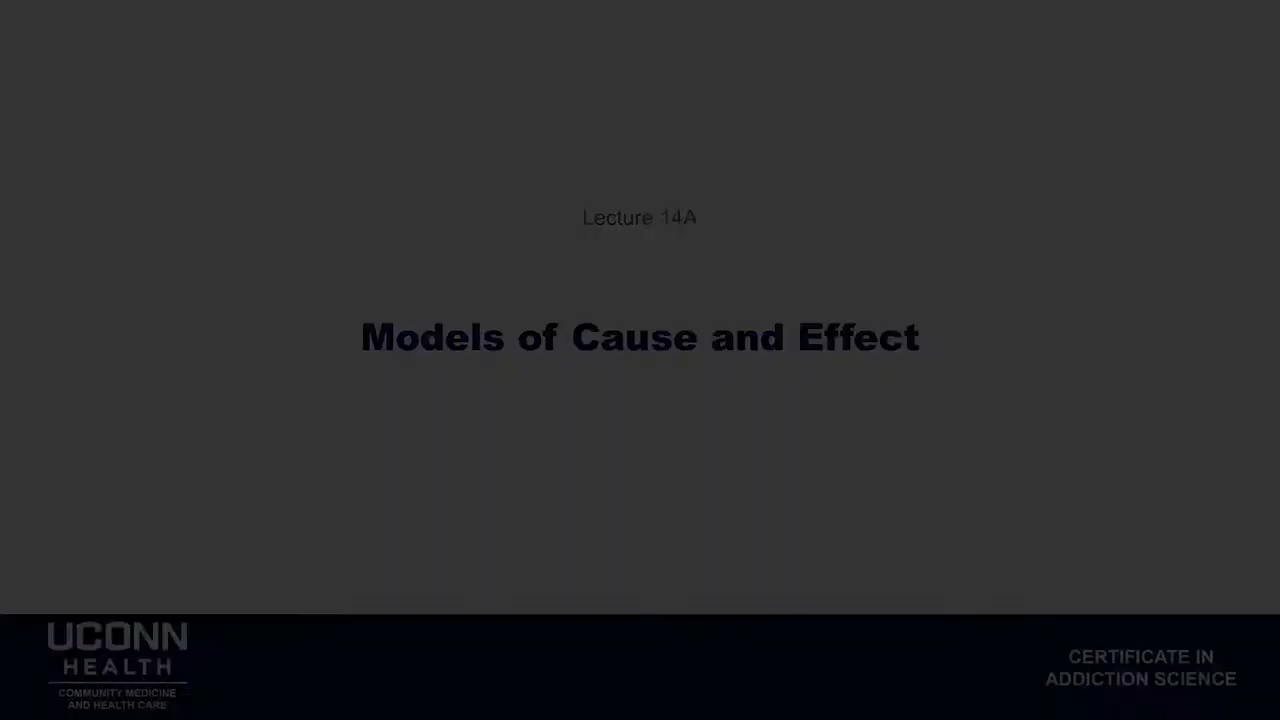 Lecture 14A
Models of Cause and Effect
UCONN
HEALTH
COMMUNITY MEDICINE
AND HEALTH CARE
CERTIFICATE IN
ADDICTION SCIENCE